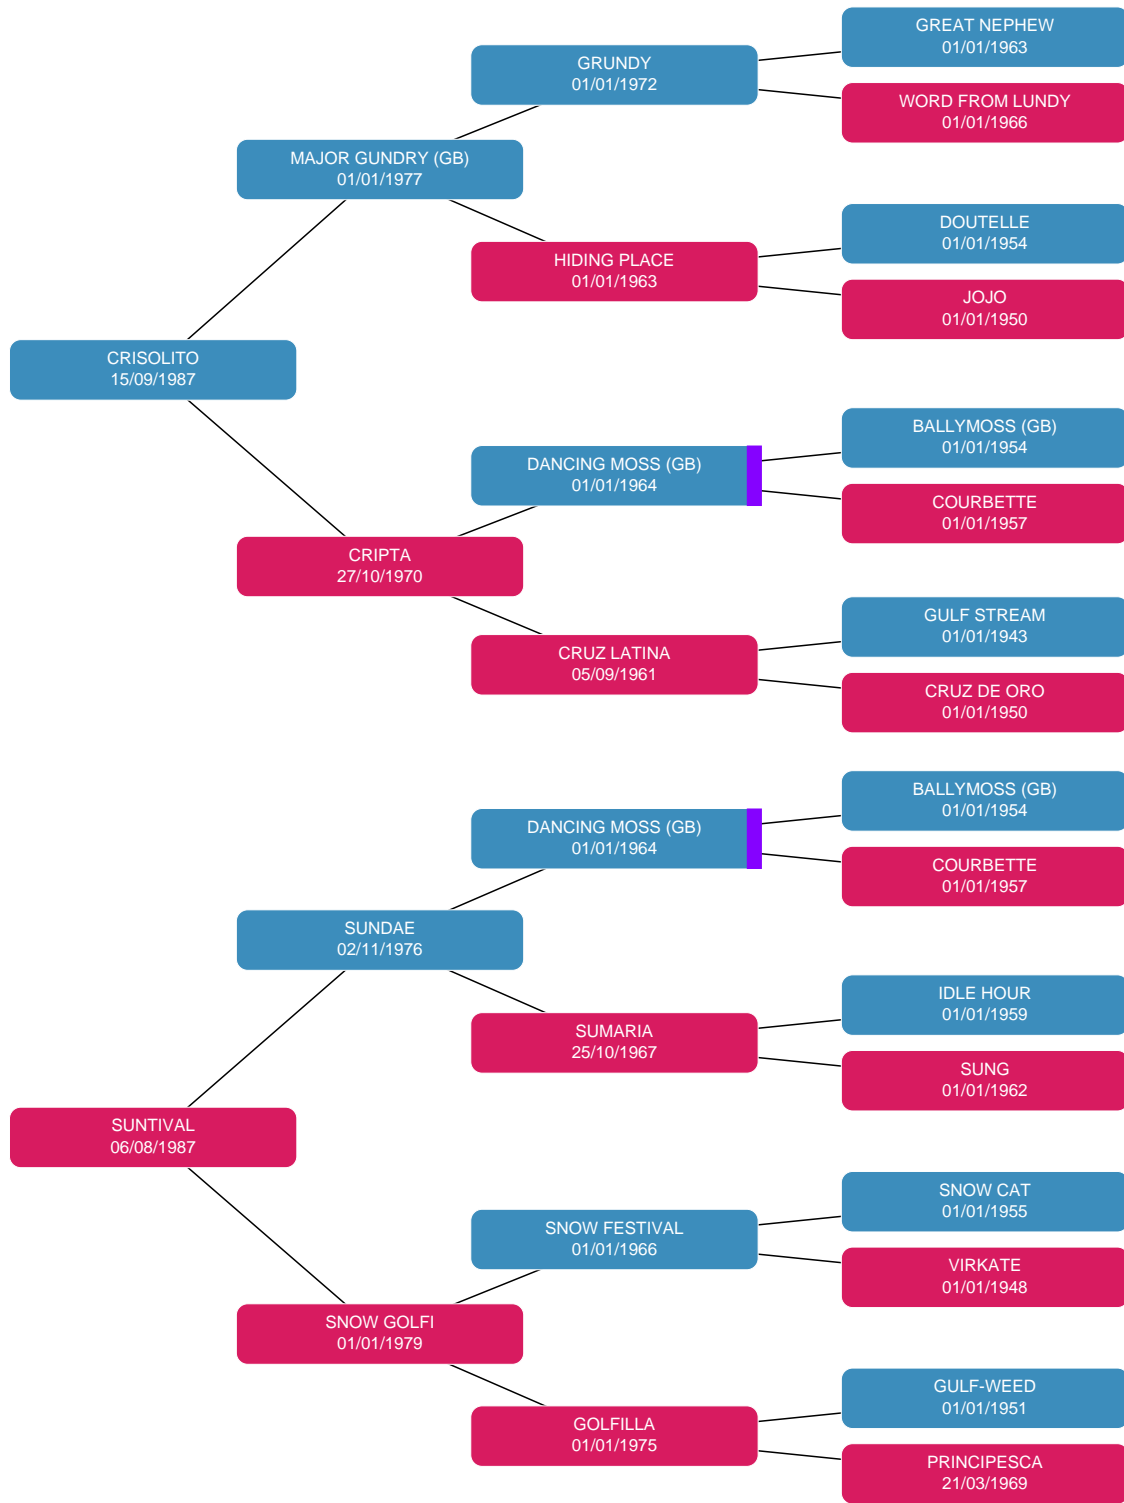 GREAT NEPHEW
01/01/1963
GRUNDY
01/01/1972
WORD FROM LUNDY
01/01/1966
MAJOR GUNDRY (GB)
01/01/1977
DOUTELLE
01/01/1954
HIDING PLACE
01/01/1963
JOJO
01/01/1950
CRISOLITO
15/09/1987
BALLYMOSS (GB)
01/01/1954
DANCING MOSS (GB)
01/01/1964
COURBETTE
01/01/1957
CRIPTA
27/10/1970
GULF STREAM
01/01/1943
CRUZ LATINA
05/09/1961
CRUZ DE ORO
01/01/1950
BALLYMOSS (GB)
01/01/1954
DANCING MOSS (GB)
01/01/1964
COURBETTE
01/01/1957
SUNDAE
02/11/1976
IDLE HOUR
01/01/1959
SUMARIA
25/10/1967
SUNG
01/01/1962
SUNTIVAL
06/08/1987
SNOW CAT
01/01/1955
SNOW FESTIVAL
01/01/1966
VIRKATE
01/01/1948
SNOW GOLFI
01/01/1979
GULF-WEED
01/01/1951
GOLFILLA
01/01/1975
PRINCIPESCA
21/03/1969